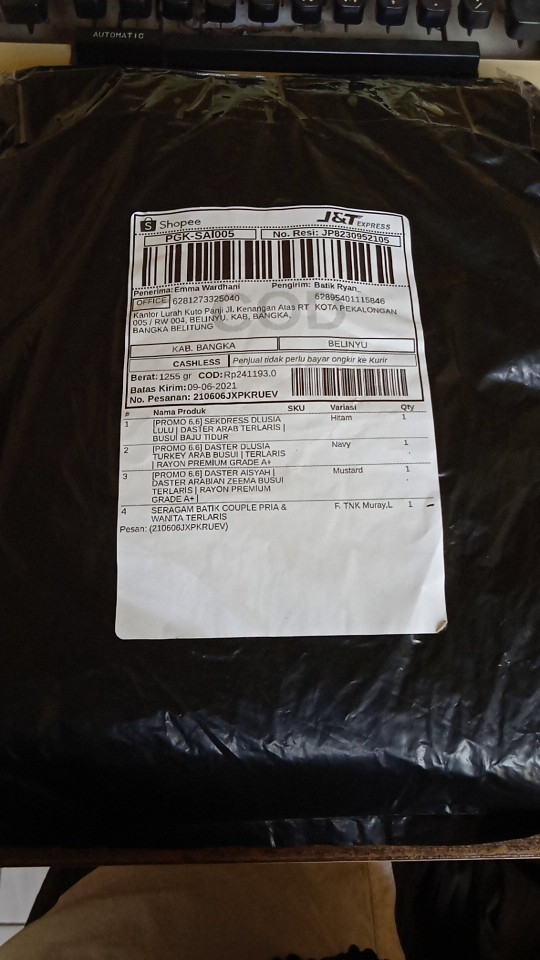 AUTOMATIC
Shopee
J&T EXPRESS
PGK-SAI005
No. Resi: JP8230952105
Penerima: Emma Wardhani
Pengirim: Batik Ryan_
OFFICE 6281273325040
62895401115846
Kantor Lurah Kuto Panji Jl. Kenangan Atas RT
005 / RW 004, BELINYU, KAB, BANGKA,
BANGKA BELITUNG
KOTA PEKALONGAN
COD
KAB. BANGKA
BELINYU
CASHLESS
Penjual tidak perlu bayar ongkir ke Kurir
Berat: 1255 gr COD: Rp241193.0
Batas Kirim: 09-06-2021
No. Pesanan: 210606JXPKRUEV
# Nama Produk SKU Variasi Qty
1 [PROMO 6.6] SEKDRESS DLUSIA Hitam 1
LULU | DASTER ARAB TERLARIS |
BUSUI BAJU TIDUR
2 [PROMO 6.6] DASTER DLUSIA Navy 1
TURKEY ARAB BUSUI | TERLARIS
| RAYON PREMIUM GRADE A+
3 [PROMO 6.6] DASTER AISYAH | Mustard 1
DASTER ARABIAN ZEEMA BUSUI
TERLARIS | RAYON PREMIUM
GRADE A+ |
4 SERAGAM BATIK COUPLE PRIA & F. TNK Muray,L 1
WANITA TERLARIS
Pesan: (210606JXPKRUEV)